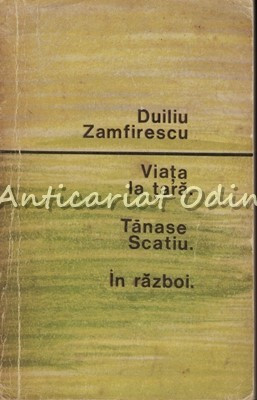 Duiliu
Zamfirescu
Viața
la țară.
Anticariat Odin
Tănase
Scatiu.
În război.